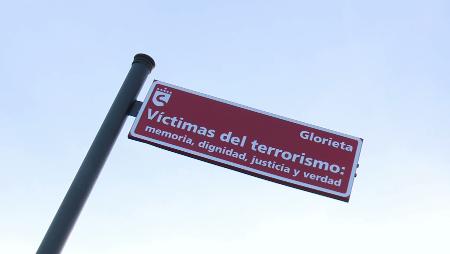 Glorieta
Víctimas del terrorismo:
memoria, dignidad, justicia y verdad